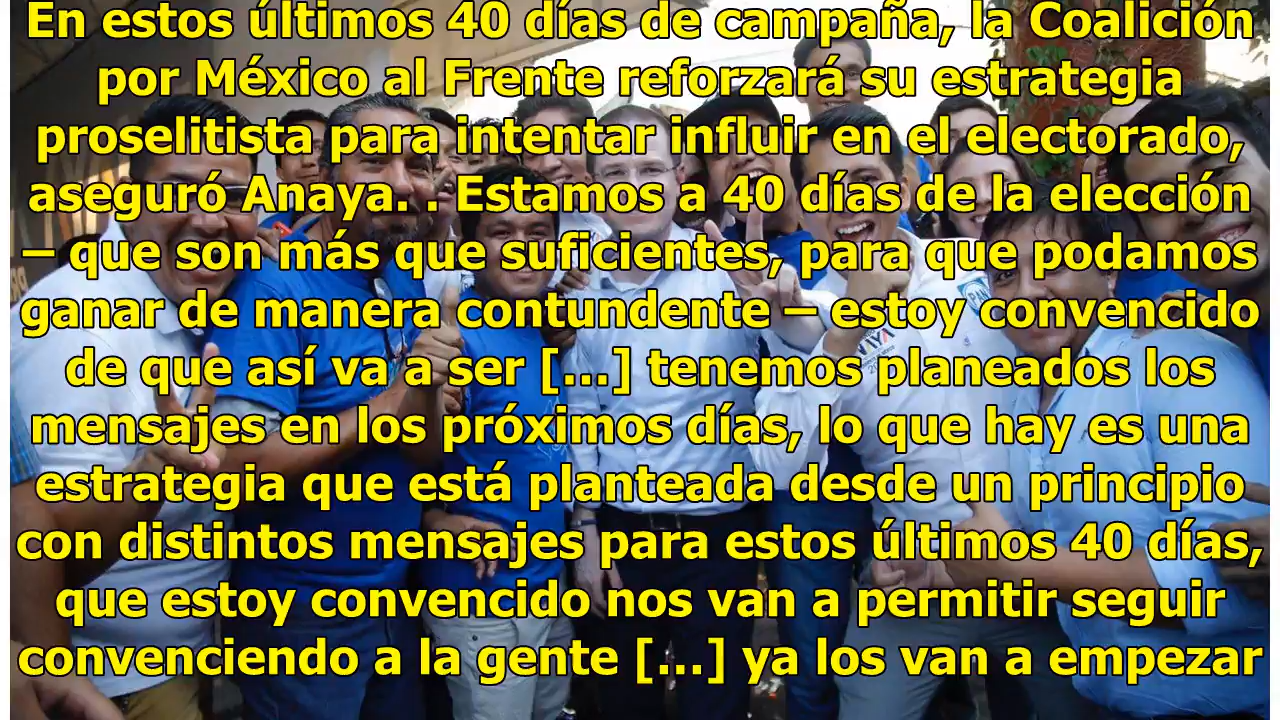 En estos últimos 40 días de campaña, la Coalición
por México al Frente reforzará su estrategia
proselitista para intentar influir en el electorado,
aseguró Anaya. . Estamos a 40 días de la elección
– que son más que suficientes, para que podamos
ganar de manera contundente – estoy convencido
de que así va a ser [...] tenemos planeados los
mensajes en los próximos días, lo que hay es una
estrategia que está planteada desde un principio
con distintos mensajes para estos últimos 40 días,
que estoy convencido nos van a permitir seguir
convenciendo a la gente [...] ya los van a empezar
PAN